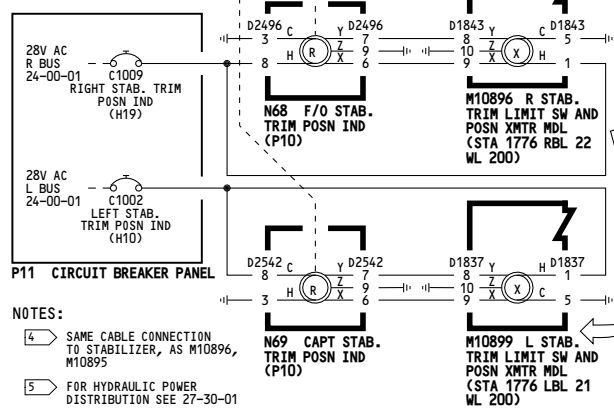 D2496 D2496 D1843 D1843
3 C Y 7 8 Y C 5
R Z 9 10 Z X
8 H X 6 9 X H 1
28V AC
R BUS
24-00-01
C1009
RIGHT STAB. TRIM
POSN IND
(H19)
N68 F/O STAB.
TRIM POSN IND
(P10)
M10896 R STAB.
TRIM LIMIT SW AND
POSN XMTR MDL
(STA 1776 RBL 22
WL 200)
28V AC
L BUS
24-00-01
C1002
LEFT STAB.
TRIM POSN IND
(H10)
P11 CIRCUIT BREAKER PANEL
D2542 D2542 D1837 D1837
8 C Y 7 8 Y H 1
R Z 9 10 Z X
3 H X 6 9 X C 5
N69 CAPT STAB.
TRIM POSN IND
(P10)
M10899 L STAB.
TRIM LIMIT SW AND
POSN XMTR MDL
(STA 1776 LBL 21
WL 200)
NOTES:
4 SAME CABLE CONNECTION
TO STABILIZER, AS M10896,
M10895
5 FOR HYDRAULIC POWER
DISTRIBUTION SEE 27-30-01